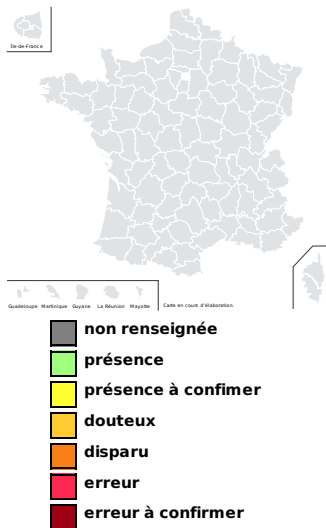 Île-de-France
Guadeloupe Martinique Guyane La Réunion Mayotte Carte en cours d'élaboration.
non renseignée
présence
présence à confimer
douteux
disparu
erreur
erreur à confirmer